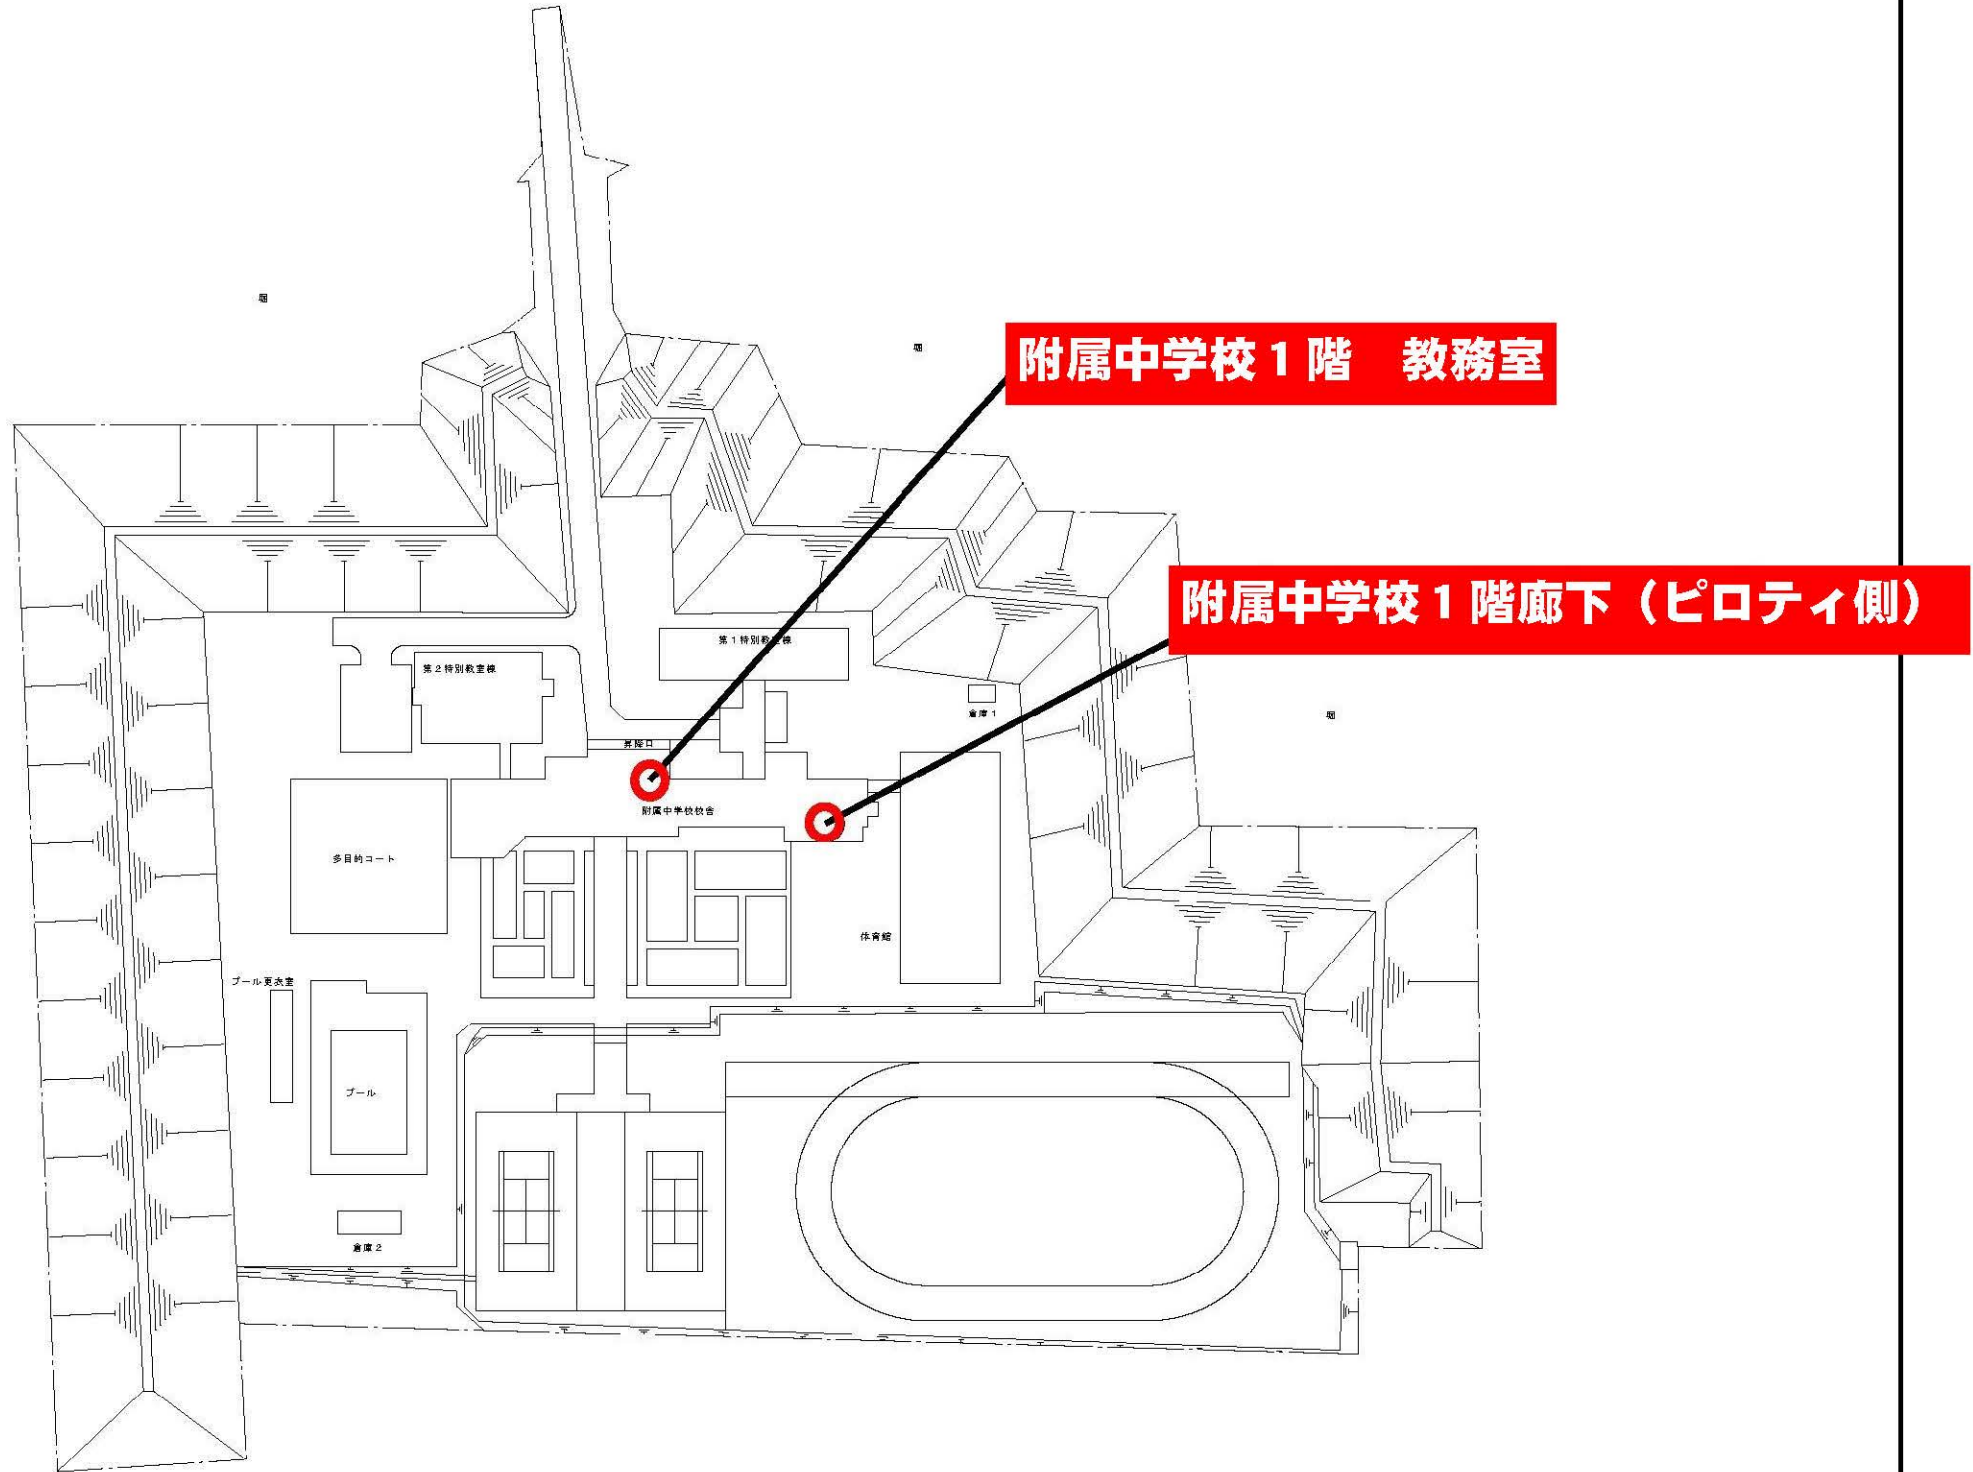 堀
堀
附属中学校１階　教務室
附属中学校１階廊下（ピロティ側）
第１特別教室棟
第２特別教室棟
倉庫１
堀
昇降口
附属中学校校舎
多目的コート
体育館
プール更衣室
プール
倉庫２